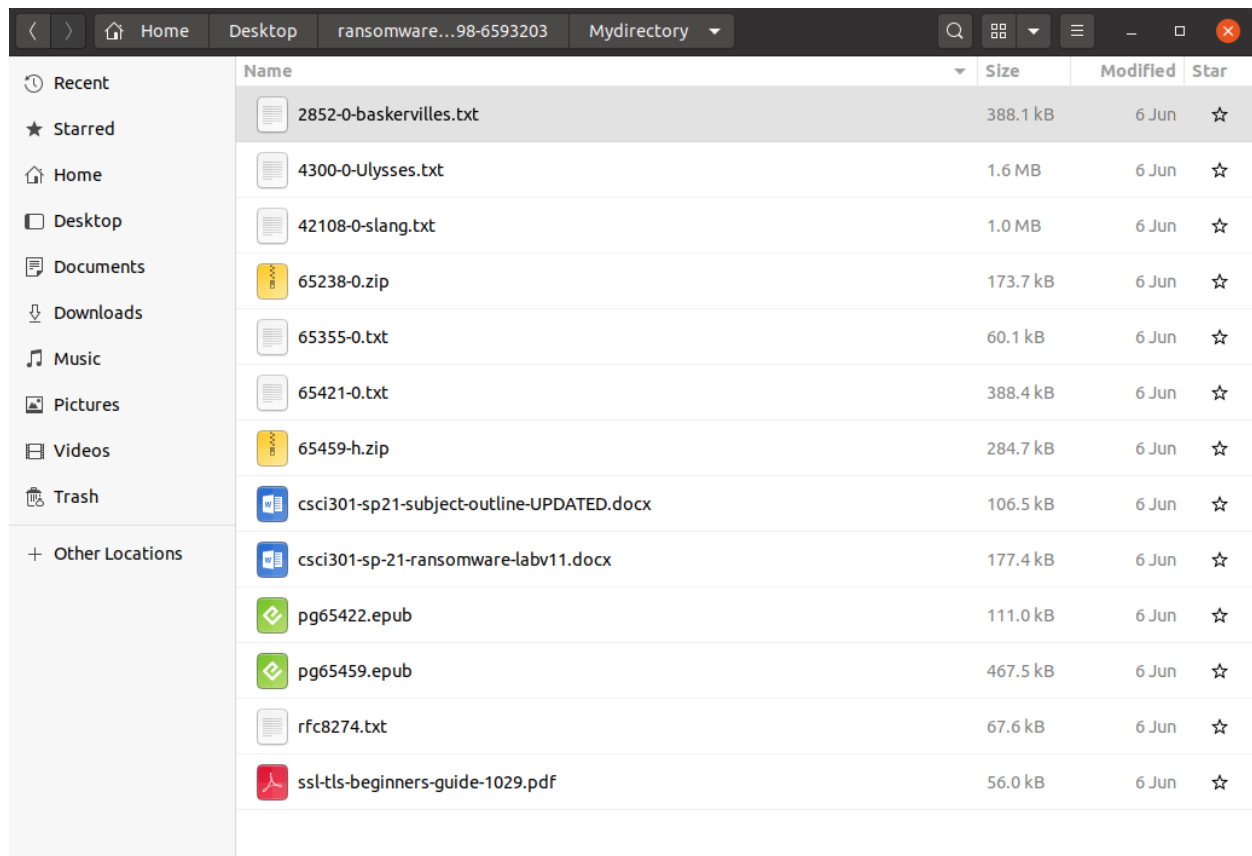 Home Desktop ransomware...98-6593203 Mydirectory
Recent
Starred
Home
Desktop
Documents
Downloads
Music
Pictures
Videos
Trash
+ Other Locations
Name Size Modified Star
2852-0-baskervilles.txt 388.1 kB 6 Jun
4300-0-Ulysses.txt 1.6 MB 6 Jun
42108-0-slang.txt 1.0 MB 6 Jun
65238-0.zip 173.7 kB 6 Jun
65355-0.txt 60.1 kB 6 Jun
65421-0.txt 388.4 kB 6 Jun
65459-h.zip 284.7 kB 6 Jun
csci301-sp21-subject-outline-UPDATED.docx 106.5 kB 6 Jun
csci301-sp-21-ransomware-labv11.docx 177.4 kB 6 Jun
pg65422.epub 111.0 kB 6 Jun
pg65459.epub 467.5 kB 6 Jun
rfc8274.txt 67.6 kB 6 Jun
ssl-tls-beginners-guide-1029.pdf 56.0 kB 6 Jun